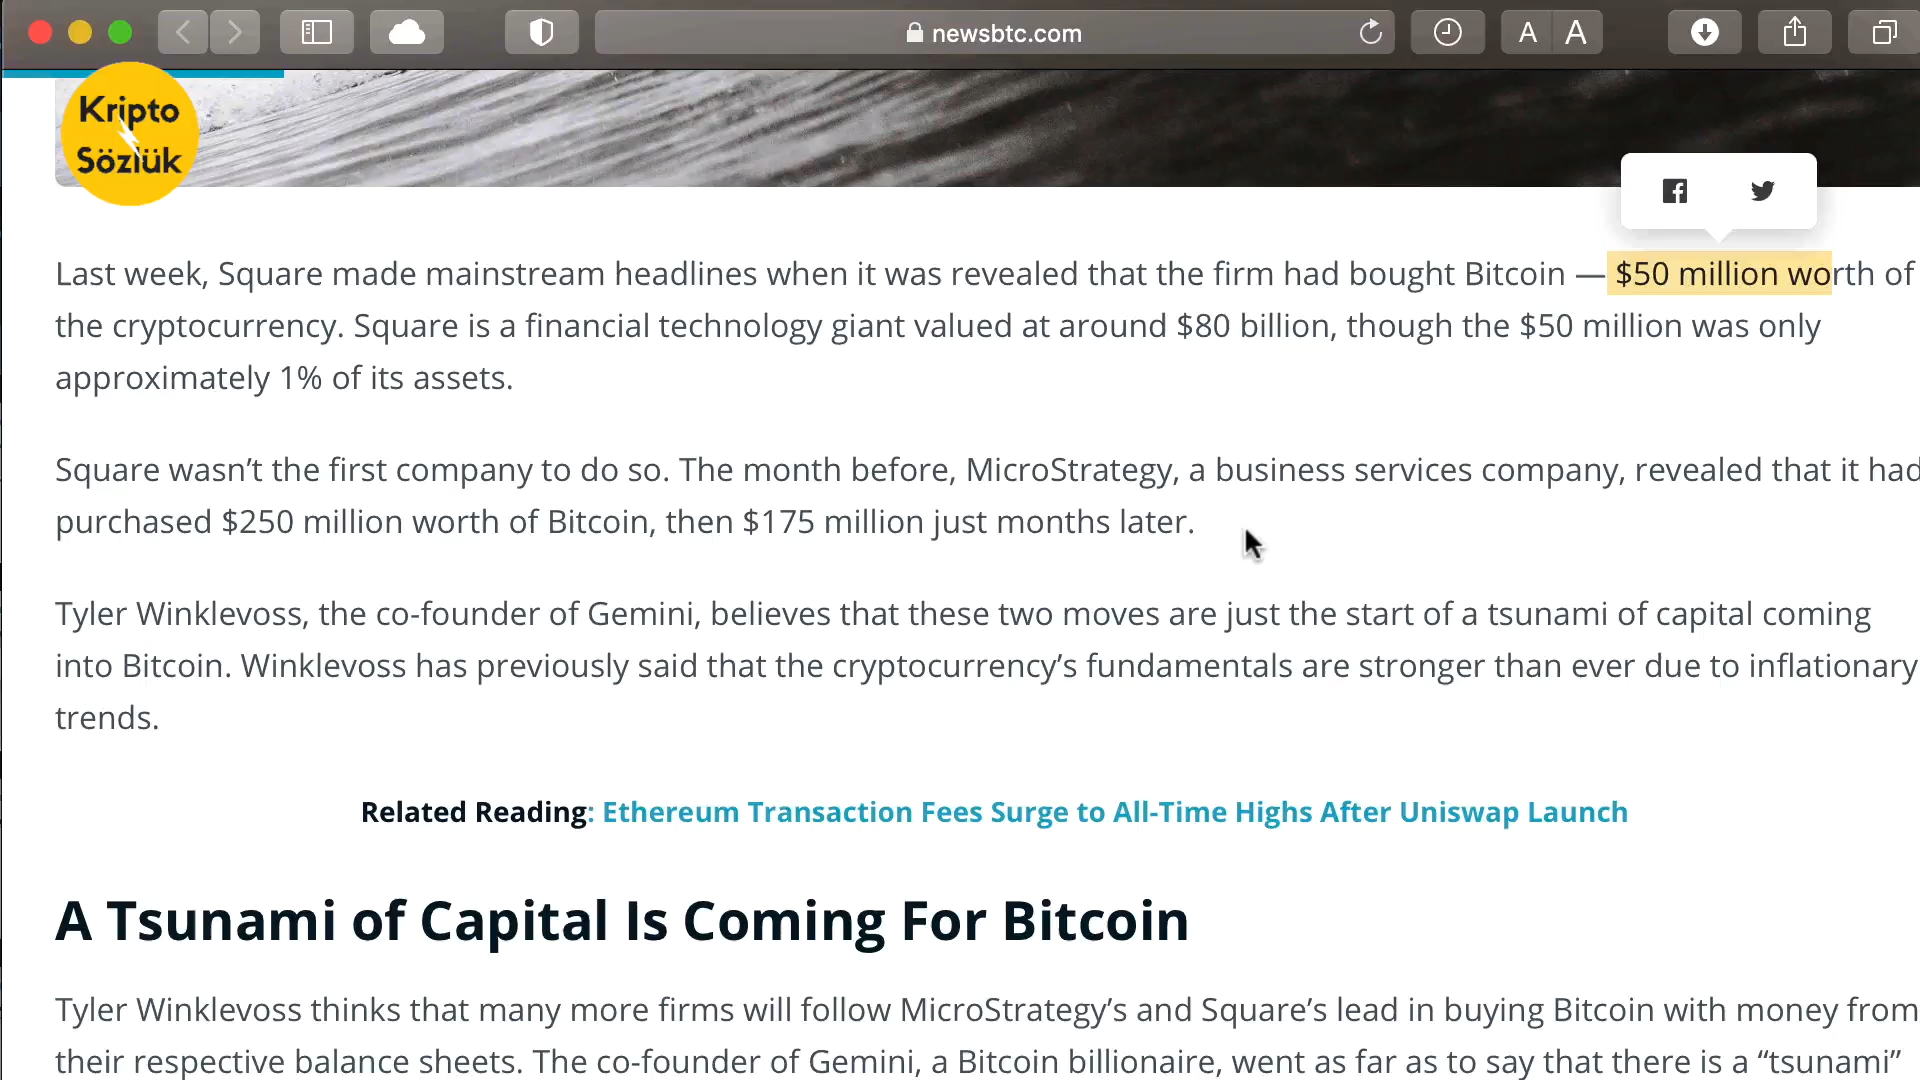 newsbtc.com
A A
Kripto
Sözlük
Last week, Square made mainstream headlines when it was revealed that the firm had bought Bitcoin — $50 million worth of
the cryptocurrency. Square is a financial technology giant valued at around $80 billion, though the $50 million was only
approximately 1% of its assets.
Square wasn’t the first company to do so. The month before, MicroStrategy, a business services company, revealed that it had
purchased $250 million worth of Bitcoin, then $175 million just months later.
Tyler Winklevoss, the co-founder of Gemini, believes that these two moves are just the start of a tsunami of capital coming
into Bitcoin. Winklevoss has previously said that the cryptocurrency’s fundamentals are stronger than ever due to inflationary
trends.
Related Reading: Ethereum Transaction Fees Surge to All-Time Highs After Uniswap Launch
A Tsunami of Capital Is Coming For Bitcoin
Tyler Winklevoss thinks that many more firms will follow MicroStrategy’s and Square’s lead in buying Bitcoin with money from
their respective balance sheets. The co-founder of Gemini, a Bitcoin billionaire, went as far as to say that there is a “tsunami”